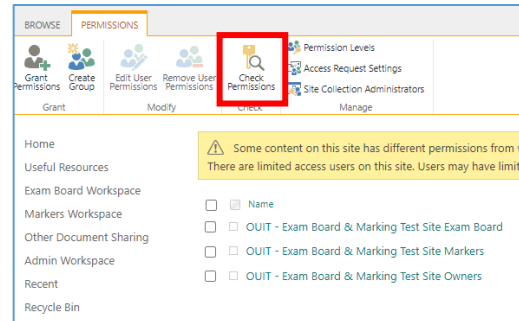 BROWSE PERMISSIONS
Grant Permissions
Create Group
Edit User Permissions
Remove User Permissions
Check Permissions
Permission Levels
Access Request Settings
Site Collection Administrators
Grant Modify Check Manage
Home
Useful Resources
Exam Board Workspace
Markers Workspace
Other Document Sharing
Admin Workspace
Recent
Recycle Bin
Some content on this site has different permissions from
There are limited access users on this site. Users may have
Name
OUIT - Exam Board & Marking Test Site Exam Board
OUIT - Exam Board & Marking Test Site Markers
OUIT - Exam Board & Marking Test Site Owners